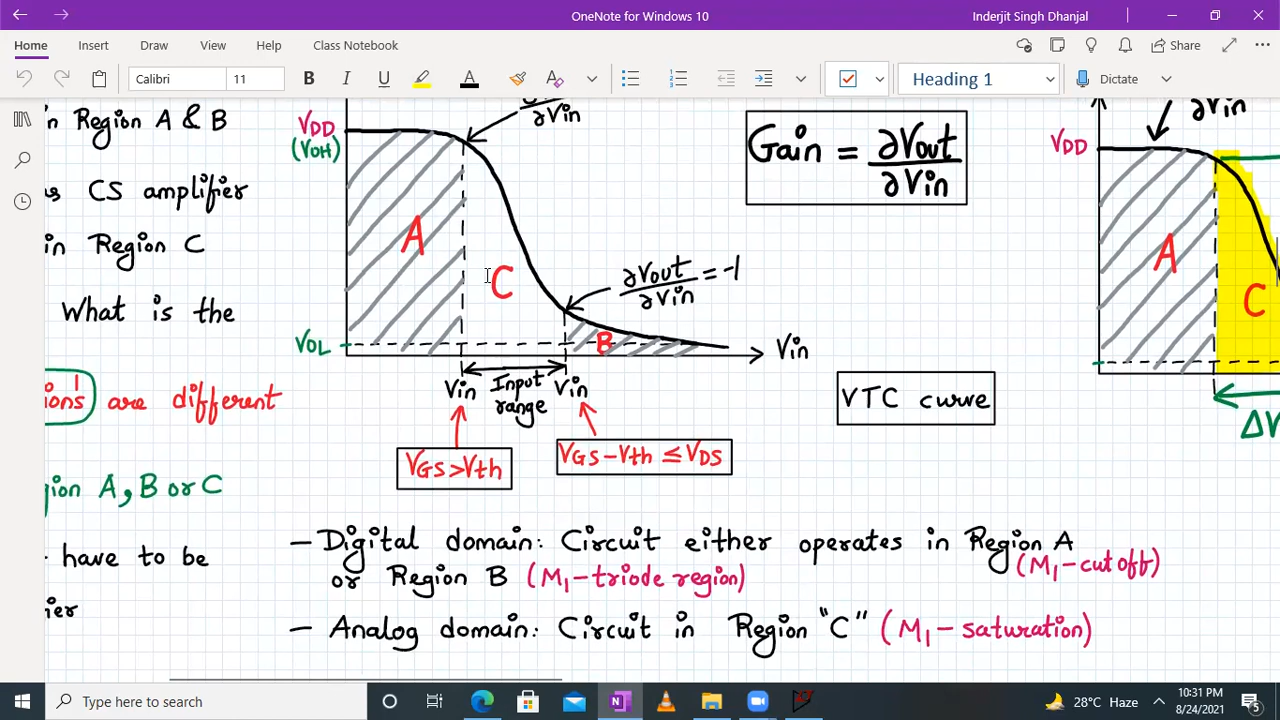 OneNote for Windows 10
Inderjit Singh Dhanjal
Home Insert Draw View Help Class Notebook
Share
Calibri 11 B I U A Heading 1 Dictate
Region A & B
CS amplifier
in Region C
What is the
are different
A, B or C
have to be
VDD
(VOH)
∂Vin
A
C
B
∂Vout/∂Vin = -1
VOL
Vin
Input range
Vin
Vin
VGS > Vth
VGS - Vth ≤ VDS
Gain = ∂Vout/∂Vin
VTC curve
∂Vin
VDD
A
C
- Digital domain: Circuit either operates in Region A (M1 - cut off)
or Region B (M1 - triode region)
- Analog domain: Circuit in Region "C" (M1 - saturation)
Type here to search
28°C Haze
10:31 PM
8/24/2021
5